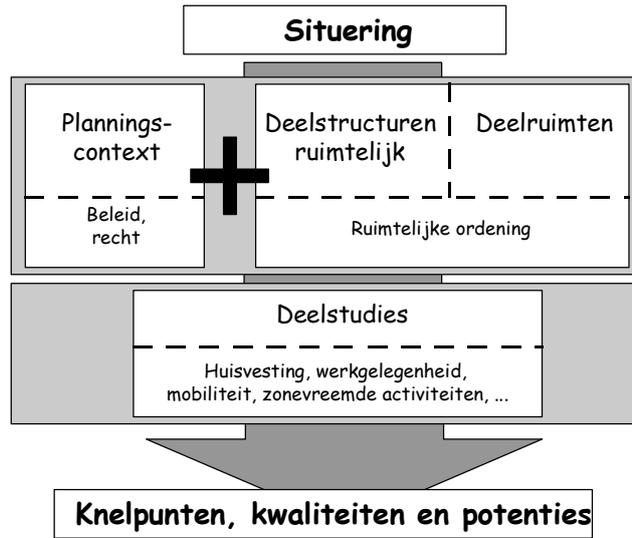 Situering
Plannings-
context
Beleid,
recht
Deelstructuren
ruimtelijk
Deelruimten
Ruimtelijke ordening
Deelstudies
Huisvesting, werkgelegenheid,
mobiliteit, zonevreemde activiteiten, ...
Knelpunten, kwaliteiten en potenties